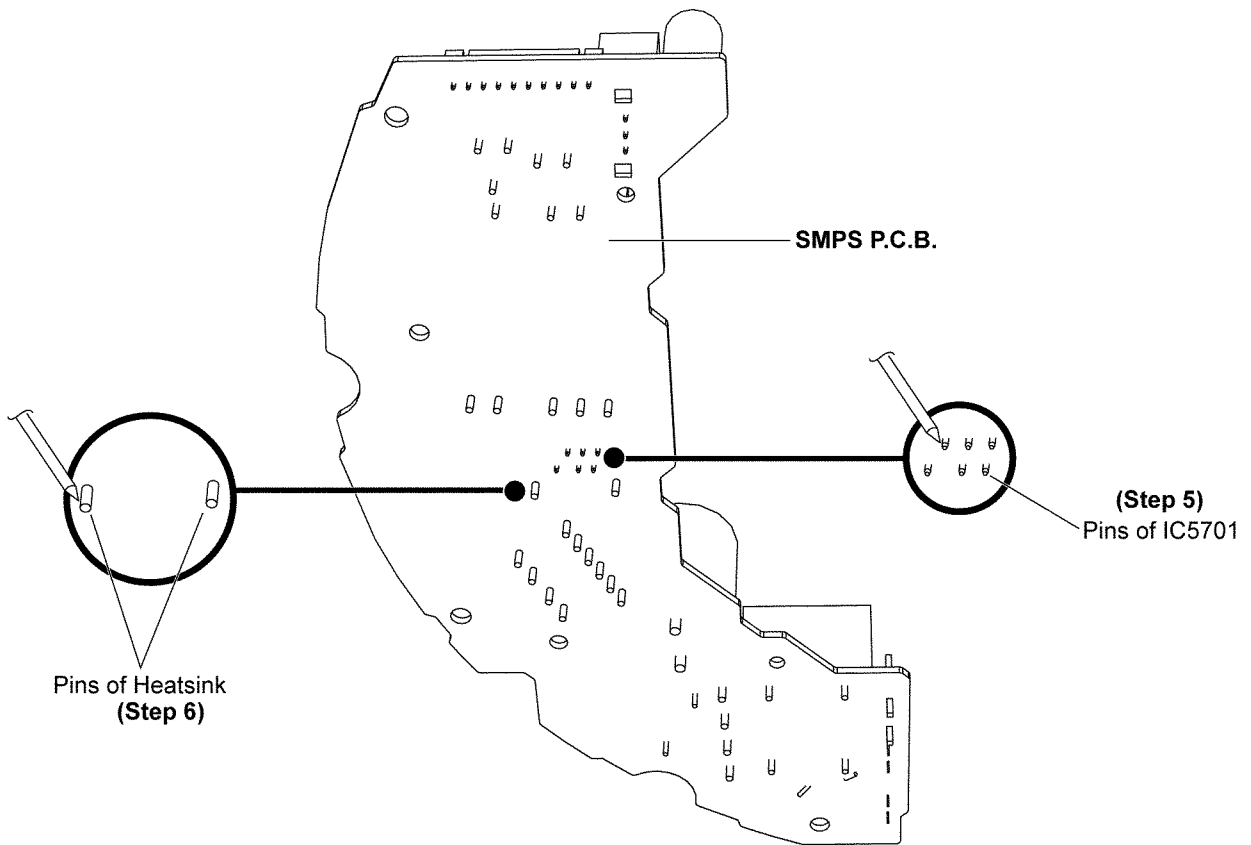 SMPS P.C.B.
(Step 5)
Pins of IC5701
Pins of Heatsink
(Step 6)